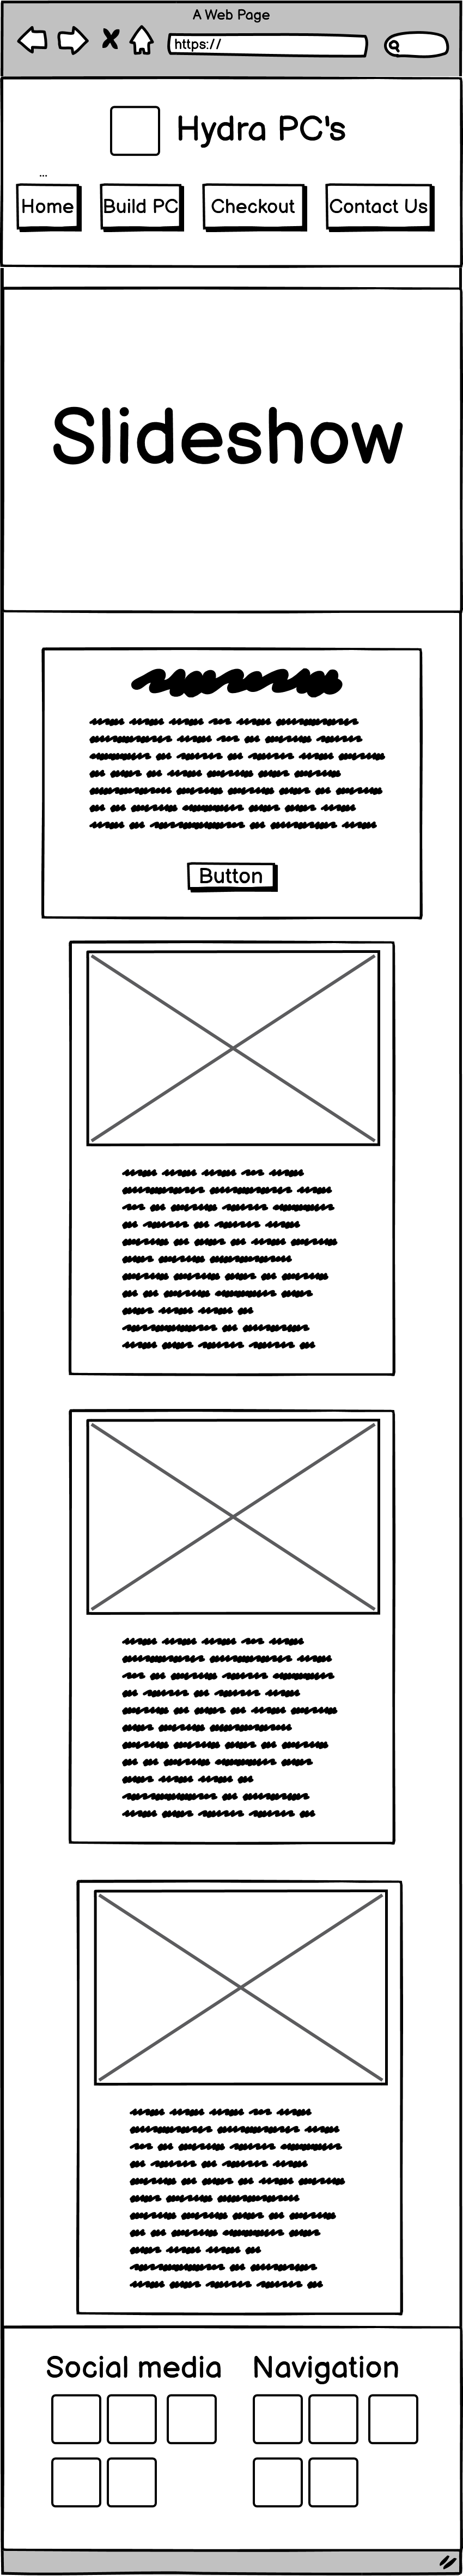 A Web Page
https://
Hydra PC's
...
Home Build PC Checkout Contact Us
Slideshow
Button
Social media Navigation